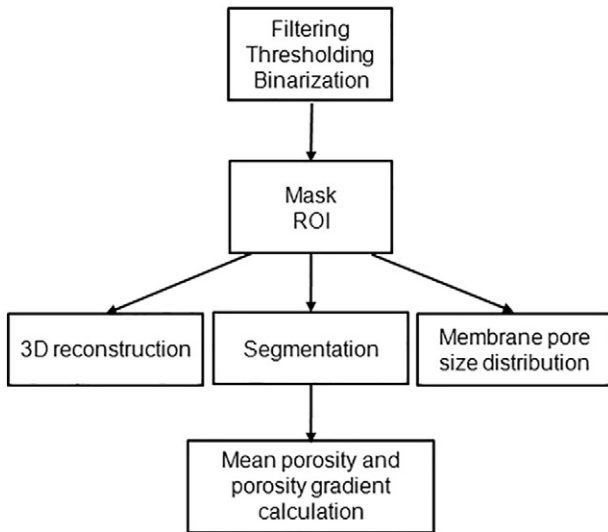 Filtering
Thresholding
Binarization
Mask
ROI
3D reconstruction
Segmentation
Membrane pore
size distribution
Mean porosity and
porosity gradient
calculation